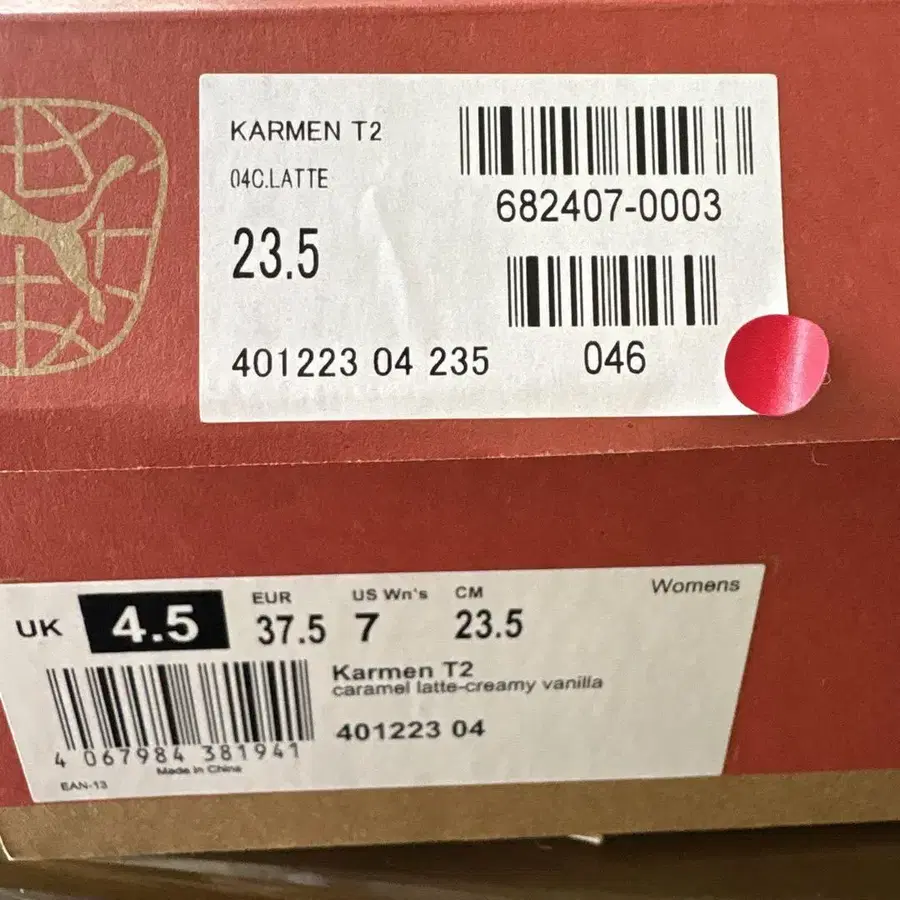 KARMEN T2
04C.LATTE
682407-0003
23.5
401223 04 235
046
Womens
UK 4.5
EUR 37.5
US Wn's 7
CM 23.5
Karmen T2
caramel latte-creamy vanilla
401223 04
4 067984 381941
Made in China
EAN-13